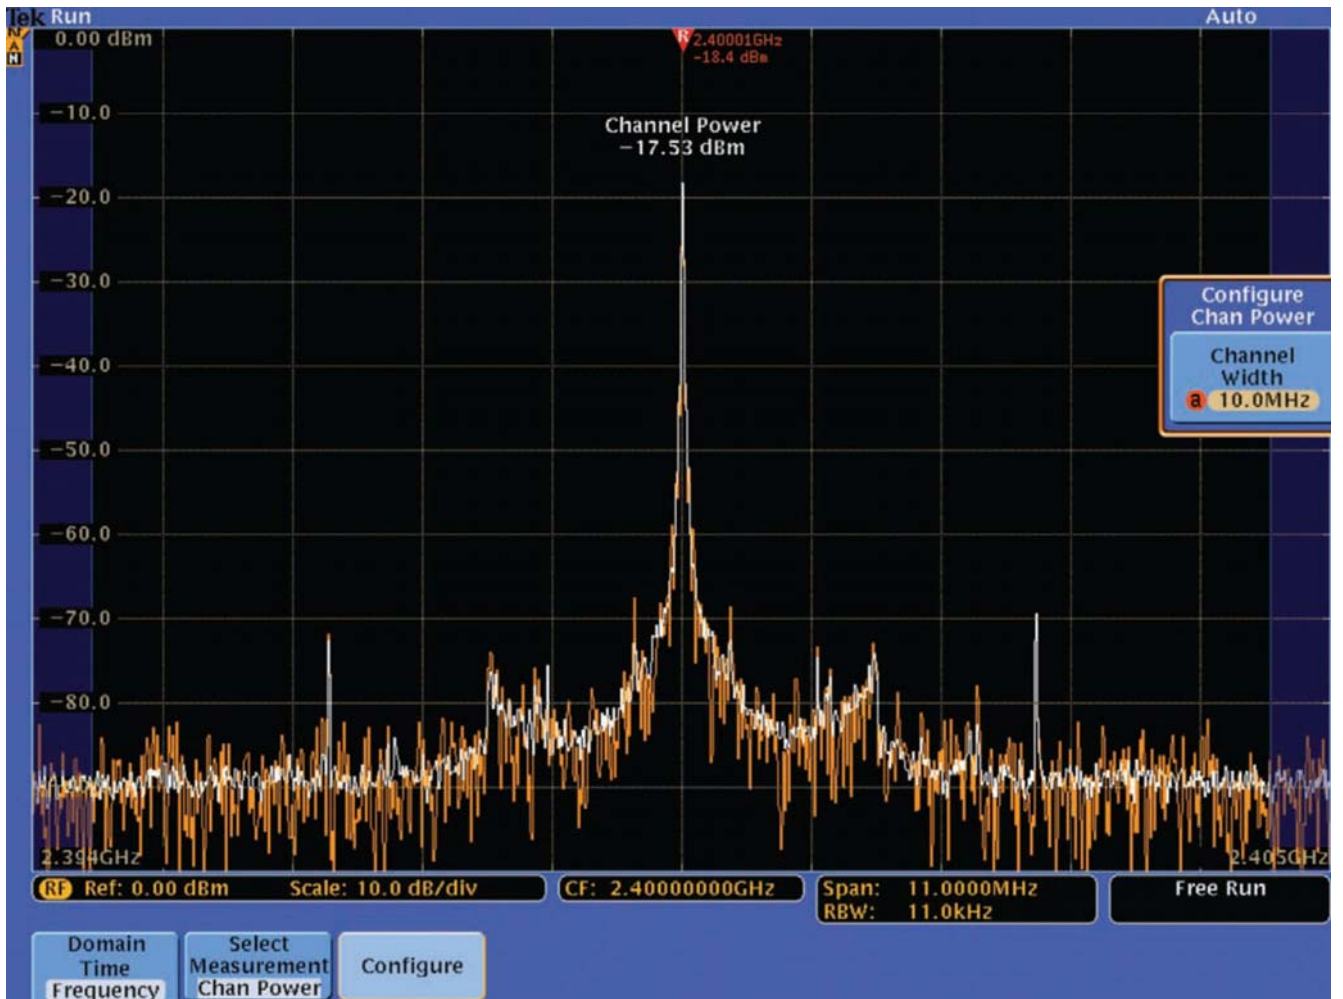 Tek Run Auto
N
A
M
0.00 dBm
R 2.40001GHz
-18.4 dBm
-10.0
Channel Power
-17.53 dBm
-20.0
-30.0
Configure
Chan Power
Channel
Width
a 10.0MHz
-40.0
-50.0
-60.0
-70.0
-80.0
2.394GHz 2.405GHz
RF Ref: 0.00 dBm Scale: 10.0 dB/div CF: 2.40000000GHz Span: 11.0000MHz Free Run
RBW: 11.0kHz
Domain
Time
Frequency
Select
Measurement
Chan Power
Configure